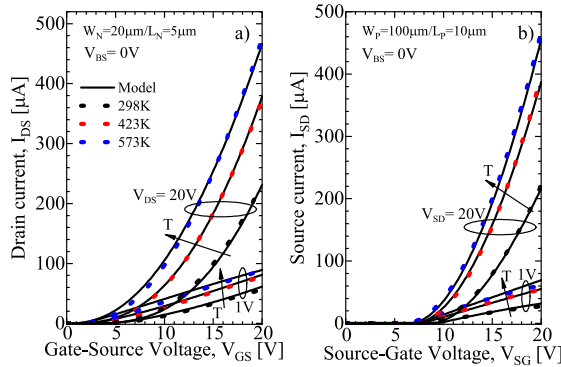 W_N=20μm/L_N=5μm
a)
V_BS= 0V
Model
298K
423K
573K
T
V_DS= 20V
T
1V
500
400
300
200
100
0
0
5
10
15
20
Drain current, I_DS [μA]
Gate-Source Voltage, V_GS [V]
W_P=100μm/L_P=10μm
b)
V_BS= 0V
T
V_SD= 20V
T
1V
500
400
300
200
100
0
0
5
10
15
20
Source current, I_SD [μA]
Source-Gate Voltage, V_SG [V]